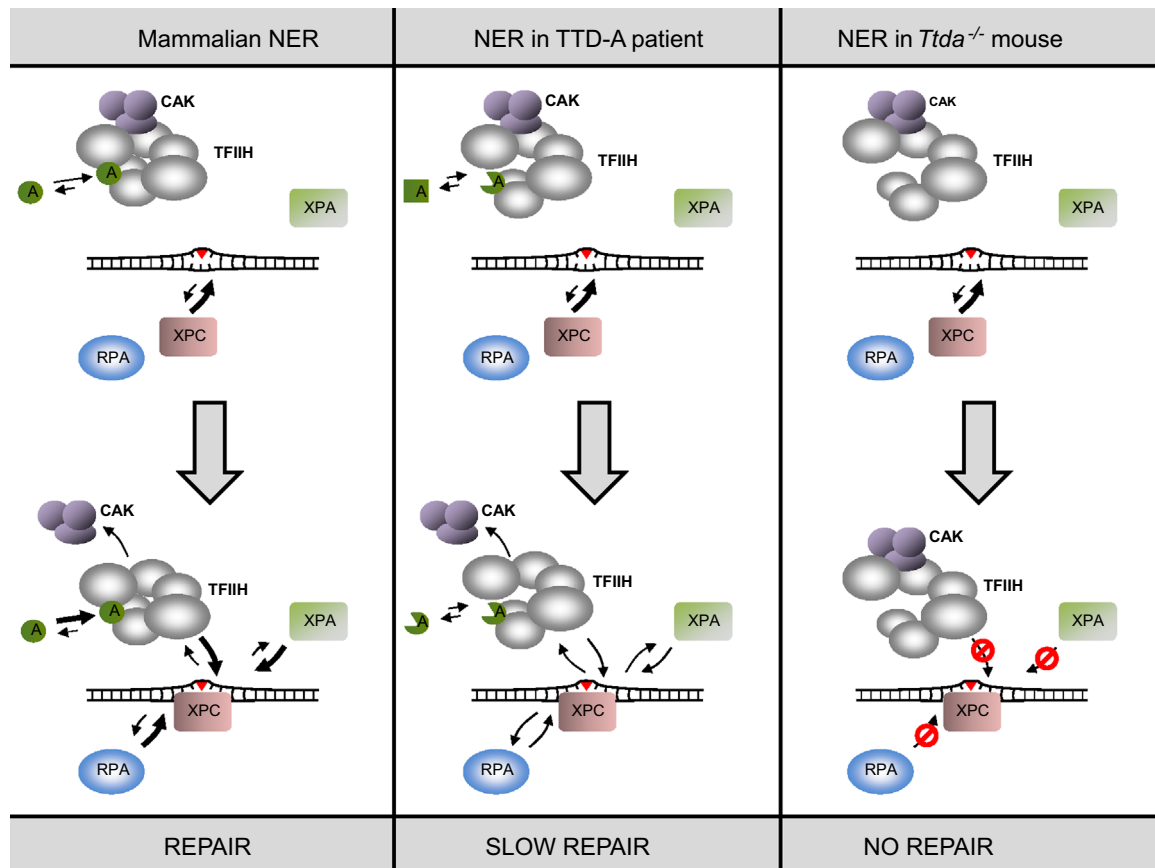 Mammalian NER
CAK
TFIIH
A
A
XPA
XPC
RPA
CAK
TFIIH
A
A
XPA
XPC
RPA
REPAIR
NER in TTD-A patient
CAK
TFIIH
A
A
XPA
XPC
RPA
CAK
TFIIH
A
A
XPA
XPC
RPA
SLOW REPAIR
NER in Ttda -/- mouse
CAK
TFIIH
XPA
XPC
RPA
CAK
TFIIH
XPA
XPC
RPA
NO REPAIR